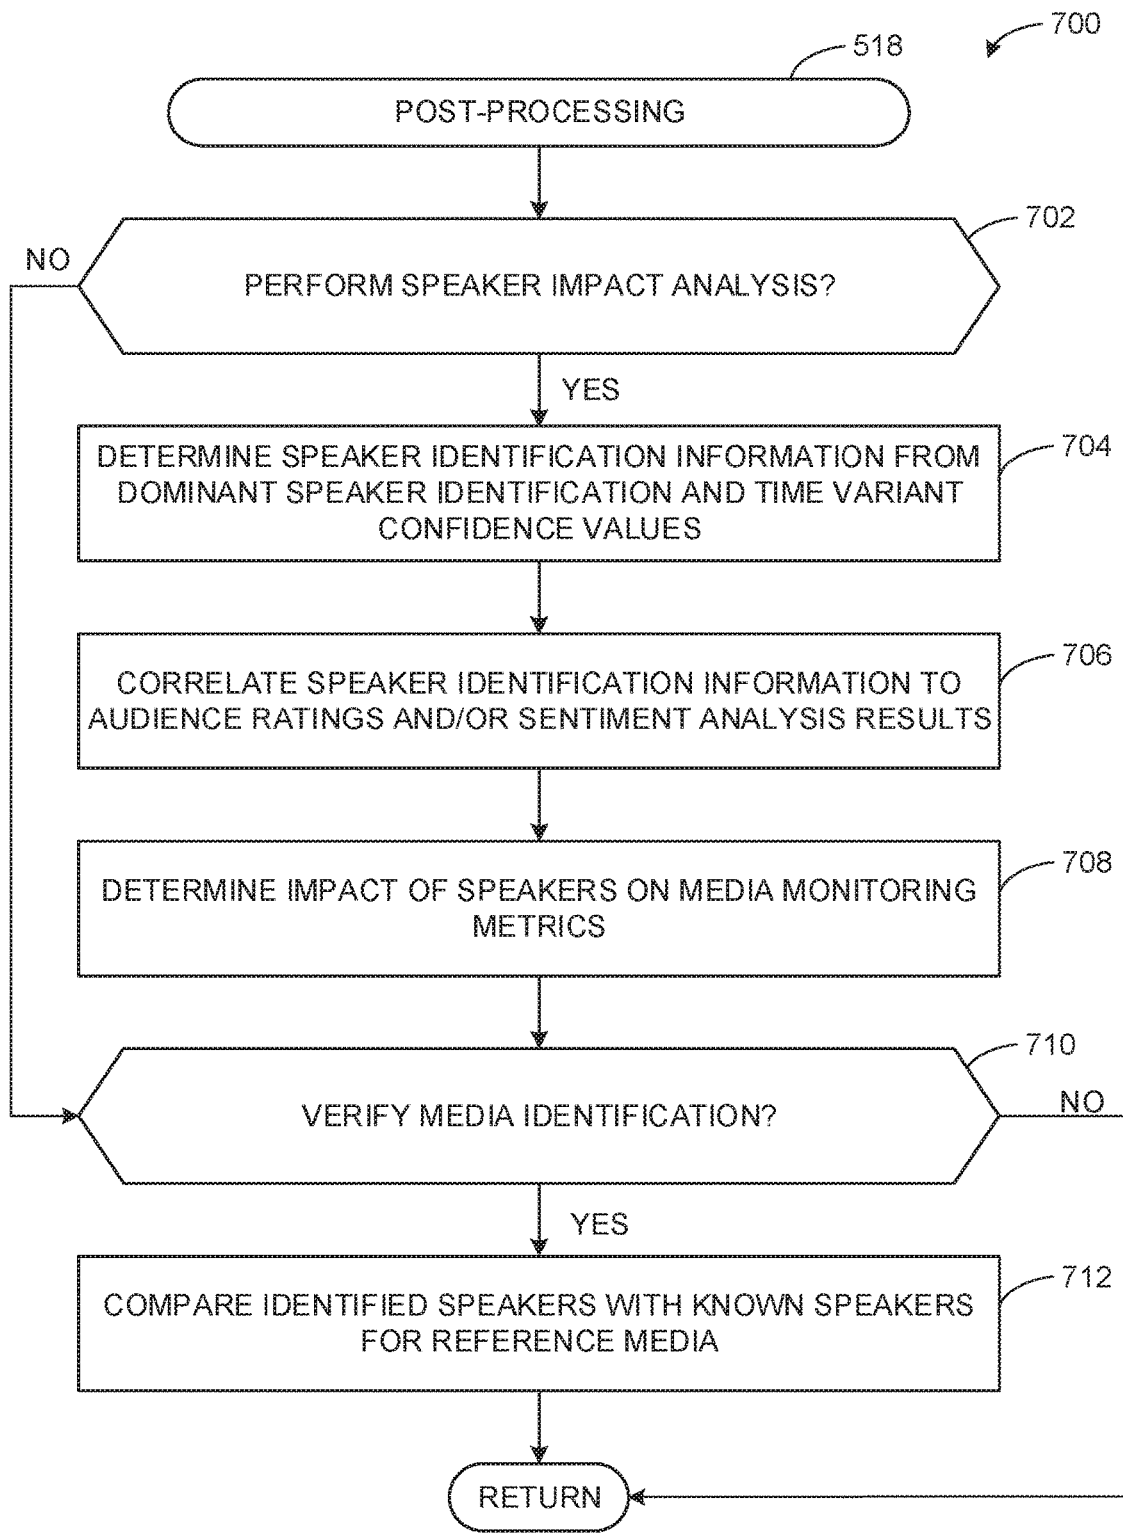 700
518
POST-PROCESSING
702
NO
PERFORM SPEAKER IMPACT ANALYSIS?
YES
704
DETERMINE SPEAKER IDENTIFICATION INFORMATION FROM
DOMINANT SPEAKER IDENTIFICATION AND TIME VARIANT
CONFIDENCE VALUES
706
CORRELATE SPEAKER IDENTIFICATION INFORMATION TO
AUDIENCE RATINGS AND/OR SENTIMENT ANALYSIS RESULTS
708
DETERMINE IMPACT OF SPEAKERS ON MEDIA MONITORING
METRICS
710
VERIFY MEDIA IDENTIFICATION?
NO
YES
712
COMPARE IDENTIFIED SPEAKERS WITH KNOWN SPEAKERS
FOR REFERENCE MEDIA
RETURN